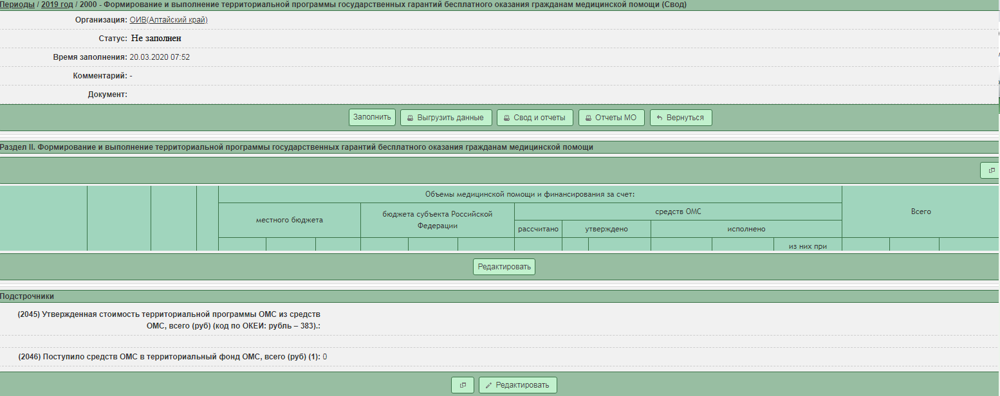 Периоды / 2019 год / 2000 - Формирование и выполнение территориальной программы государственных гарантий бесплатного оказания гражданам медицинской помощи (Свод)
Организация: ОИВ(Алтайский край)
Статус: Не заполнен
Время заполнения: 20.03.2020 07:52
Комментарий: -
Документ:
Заполнить Выгрузить данные Свод и отчеты Отчеты МО Вернуться
Раздел II. Формирование и выполнение территориальной программы государственных гарантий бесплатного оказания гражданам медицинской помощи
Объемы медицинской помощи и финансирования за счет:
местного бюджета
бюджета субъекта Российской
Федерации
средств ОМС
Всего
рассчитано утверждено исполнено
из них при
Редактировать
Подстрочники
(2045) Утвержденная стоимость территориальной программы ОМС из средств
ОМС, всего (руб) (код по ОКЕИ: рубль – 383).:
(2046) Поступило средств ОМС в территориальный фонд ОМС, всего (руб) (1): 0
Редактировать